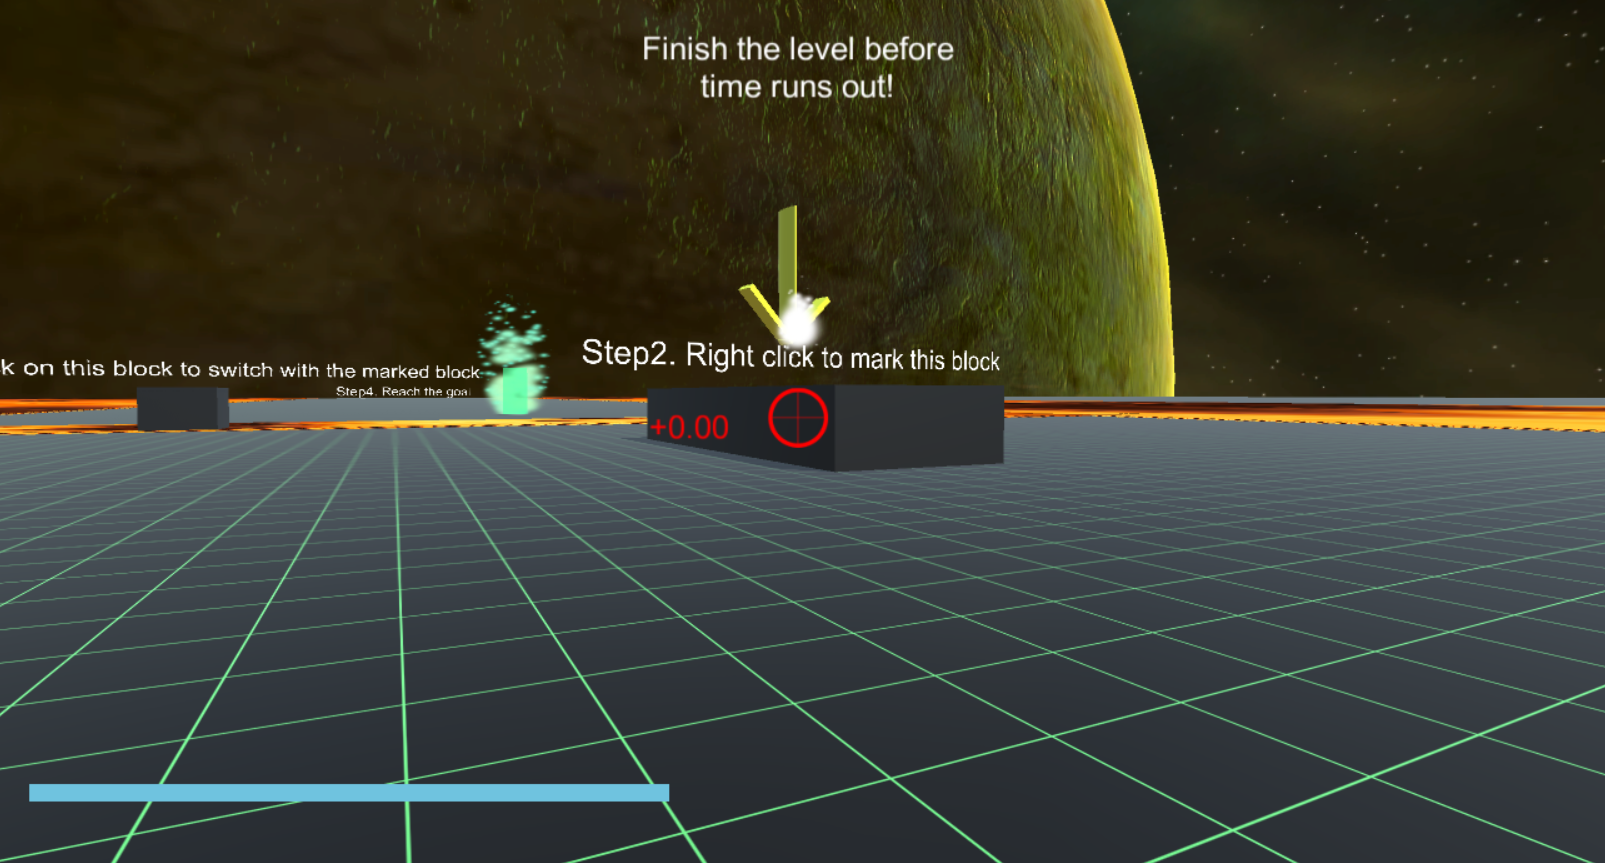 Finish the level before
time runs out!
Step2. Right click to mark this block
k on this block to switch with the marked block
Step4. Reach the goal
+0.00